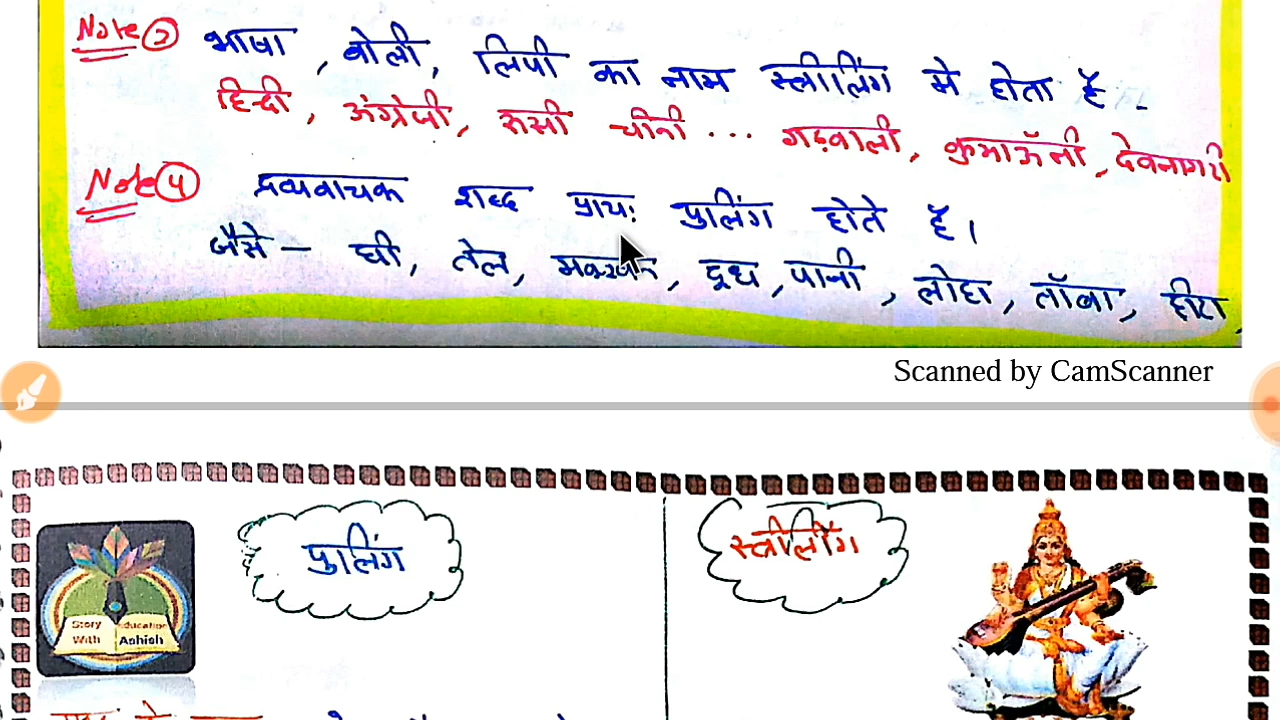 Note ② भाषा, बोली, लिपी का नाम स्त्रीलिंग मे होता है -
हिन्दी, अंग्रेजी, रूसी चीनी ... गढ़वाली, कुमाऊॅनी, देवनागरी
Note ④ द्रव्यवाचक शब्द प्रायः पुलिंग होते है।
जैसे - घी, तेल, मक्खन, दूध, पानी, लोहा, ताँबा, हीरा,
Scanned by CamScanner
पुलिंग
स्त्रीलिंग
Story Education
With Ashish